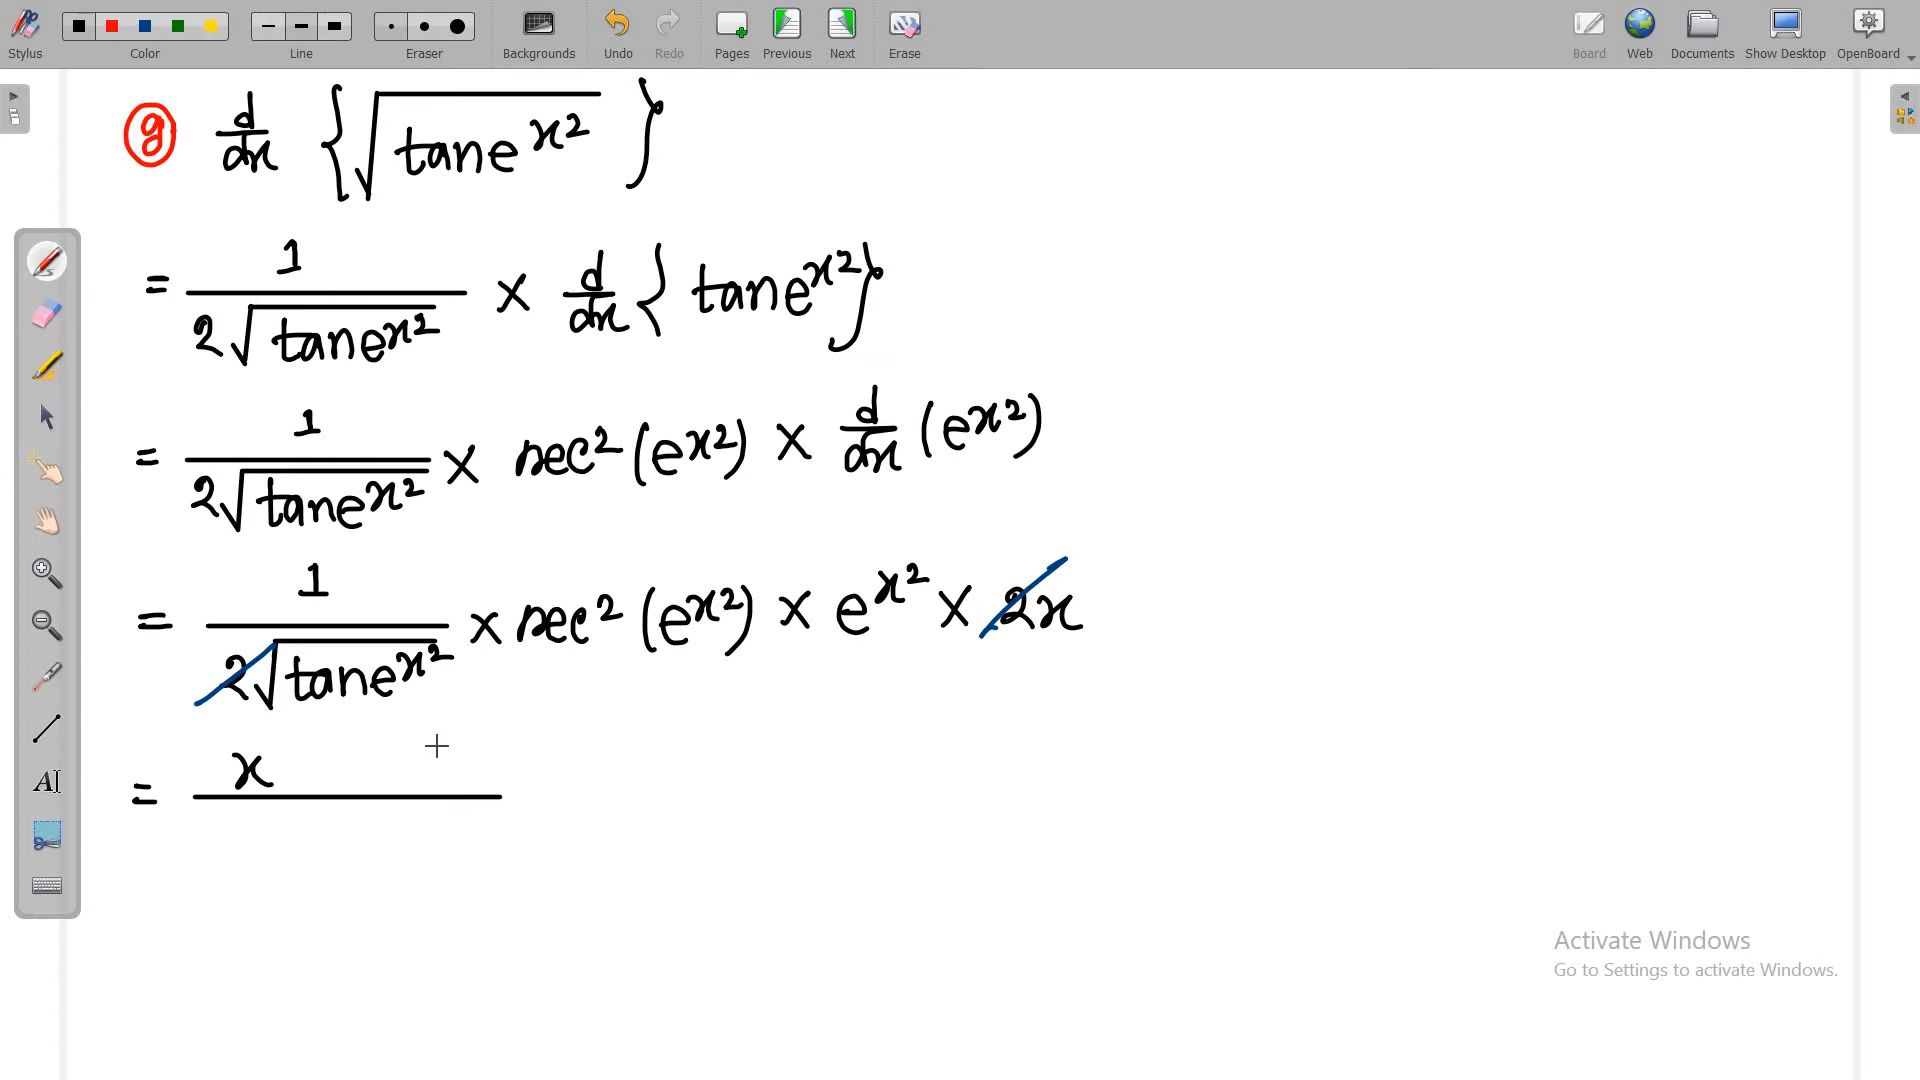 Stylus Color Line Eraser Backgrounds Undo Redo Pages Previous Next Erase Board Web Documents Show Desktop OpenBoard
g d/dx {√(tane^x²)}
= 1/(2√(tane^x²)) × d/dx {tane^x²}
= 1/(2√(tane^x²)) × sec² (e^x²) × d/dx (e^x²)
= 1/(2√(tane^x²)) × sec² (e^x²) × e^x² × 2x
= x
Activate Windows
Go to Settings to activate Windows.